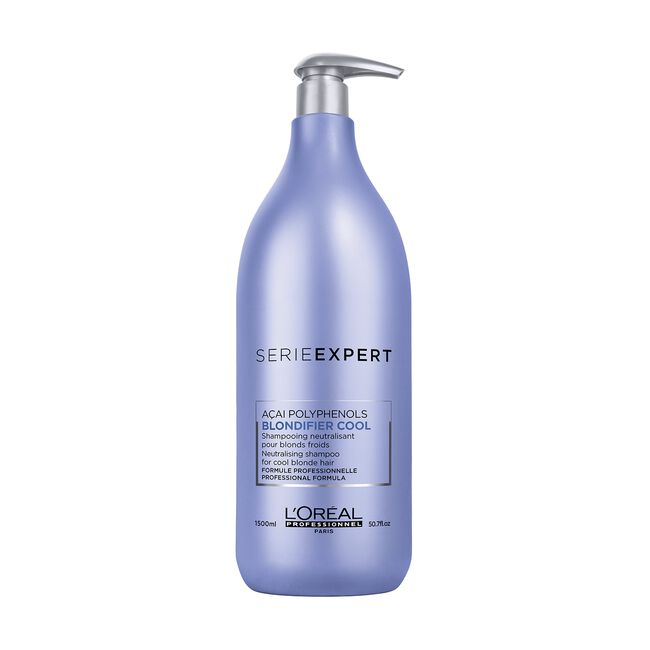 SERIEEXPERT
AÇAI POLYPHENOLS
BLONDIFIER COOL
Shampooing neutralisant
pour blonds froids
Neutralising shampoo
for cool blonde hair
FORMULE PROFESSIONNELLE
PROFESSIONAL FORMULA
1500ml L'ORÉAL 50.7fl.oz
PROFESSIONNEL
PARIS